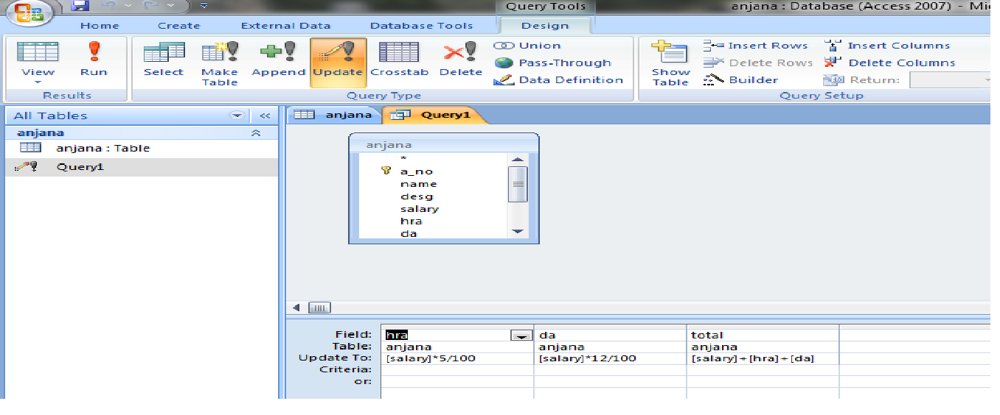 Query Tools anjana : Database (Access 2007) - Mi
Home Create External Data Database Tools Design
Union Insert Rows Insert Columns
Pass-Through Delete Rows Delete Columns
View Run Select Make Table Append Update Crosstab Delete Data Definition Show Table Builder Return:
Results Query Type Query Setup
All Tables << anjana Query1
anjana
anjana : Table
Query1
anjana
*
a_no
name
desg
salary
hra
da
Field: hra da total
Table: anjana anjana anjana
Update To: [salary]*5/100 [salary]*12/100 [salary]+[hra]+[da]
Criteria:
or: